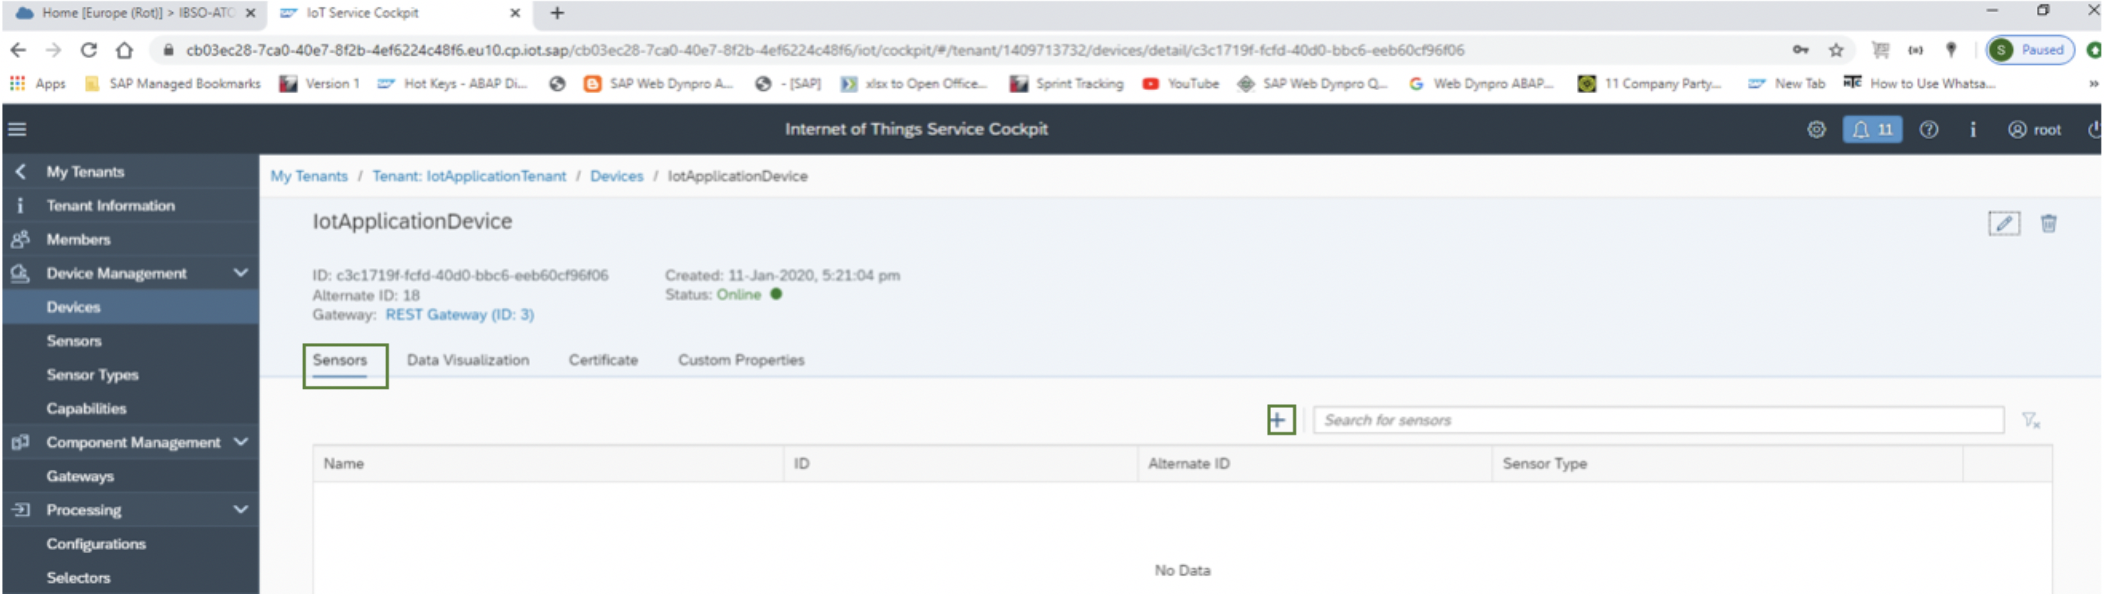 Home [Europe (Rot)] > IBSO-ATC
IoT Service Cockpit
cb03ec28-7ca0-40e7-8f2b-4ef6224c48f6.eu10.cp.iot.sap/cb03ec28-7ca0-40e7-8f2b-4ef6224c48f6/iot/cockpit/#/tenant/1409713732/devices/detail/c3c1719f-fcfd-40d0-bbc6-eeb60cf96f06
S Paused
Apps SAP Managed Bookmarks Version 1 Hot Keys - ABAP Di... SAP Web Dynpro A... - [SAP] xlsx to Open Office... Sprint Tracking YouTube SAP Web Dynpro Q... Web Dynpro ABAP... 11 Company Party... New Tab How to Use Whatsa... »
Internet of Things Service Cockpit
11
root
My Tenants
Tenant Information
Members
Device Management
Devices
Sensors
Sensor Types
Capabilities
Component Management
Gateways
Processing
Configurations
Selectors
My Tenants / Tenant: IotApplicationTenant / Devices / IotApplicationDevice
IotApplicationDevice
ID: c3c1719f-fcfd-40d0-bbc6-eeb60cf96f06
Alternate ID: 18
Gateway: REST Gateway (ID: 3)
Created: 11-Jan-2020, 5:21:04 pm
Status: Online
Sensors Data Visualization Certificate Custom Properties
Search for sensors
Name ID Alternate ID Sensor Type
No Data